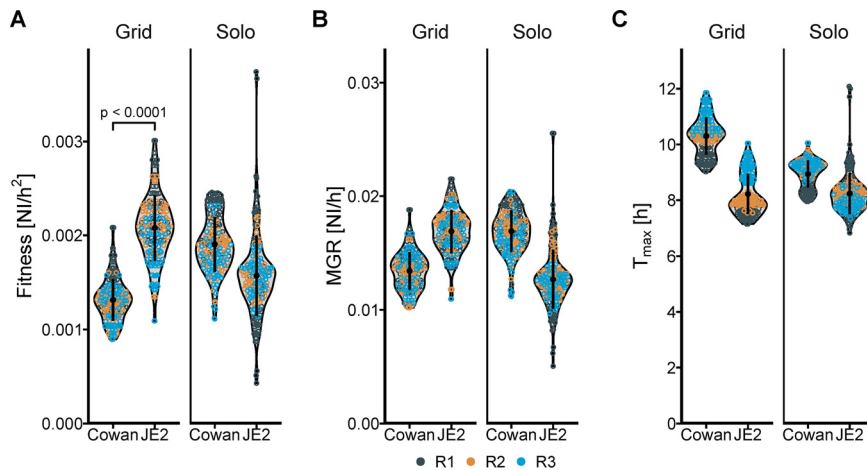 A
Grid
Solo
Fitness [NI/h²]
0.003
0.002
0.001
0.000
p < 0.0001
Cowan JE2
Cowan JE2
B
Grid
Solo
MGR [NI/h]
0.03
0.02
0.01
0.00
Cowan JE2
Cowan JE2
C
Grid
Solo
Tmax [h]
12
10
8
6
4
2
0
Cowan JE2
Cowan JE2
R1 R2 R3